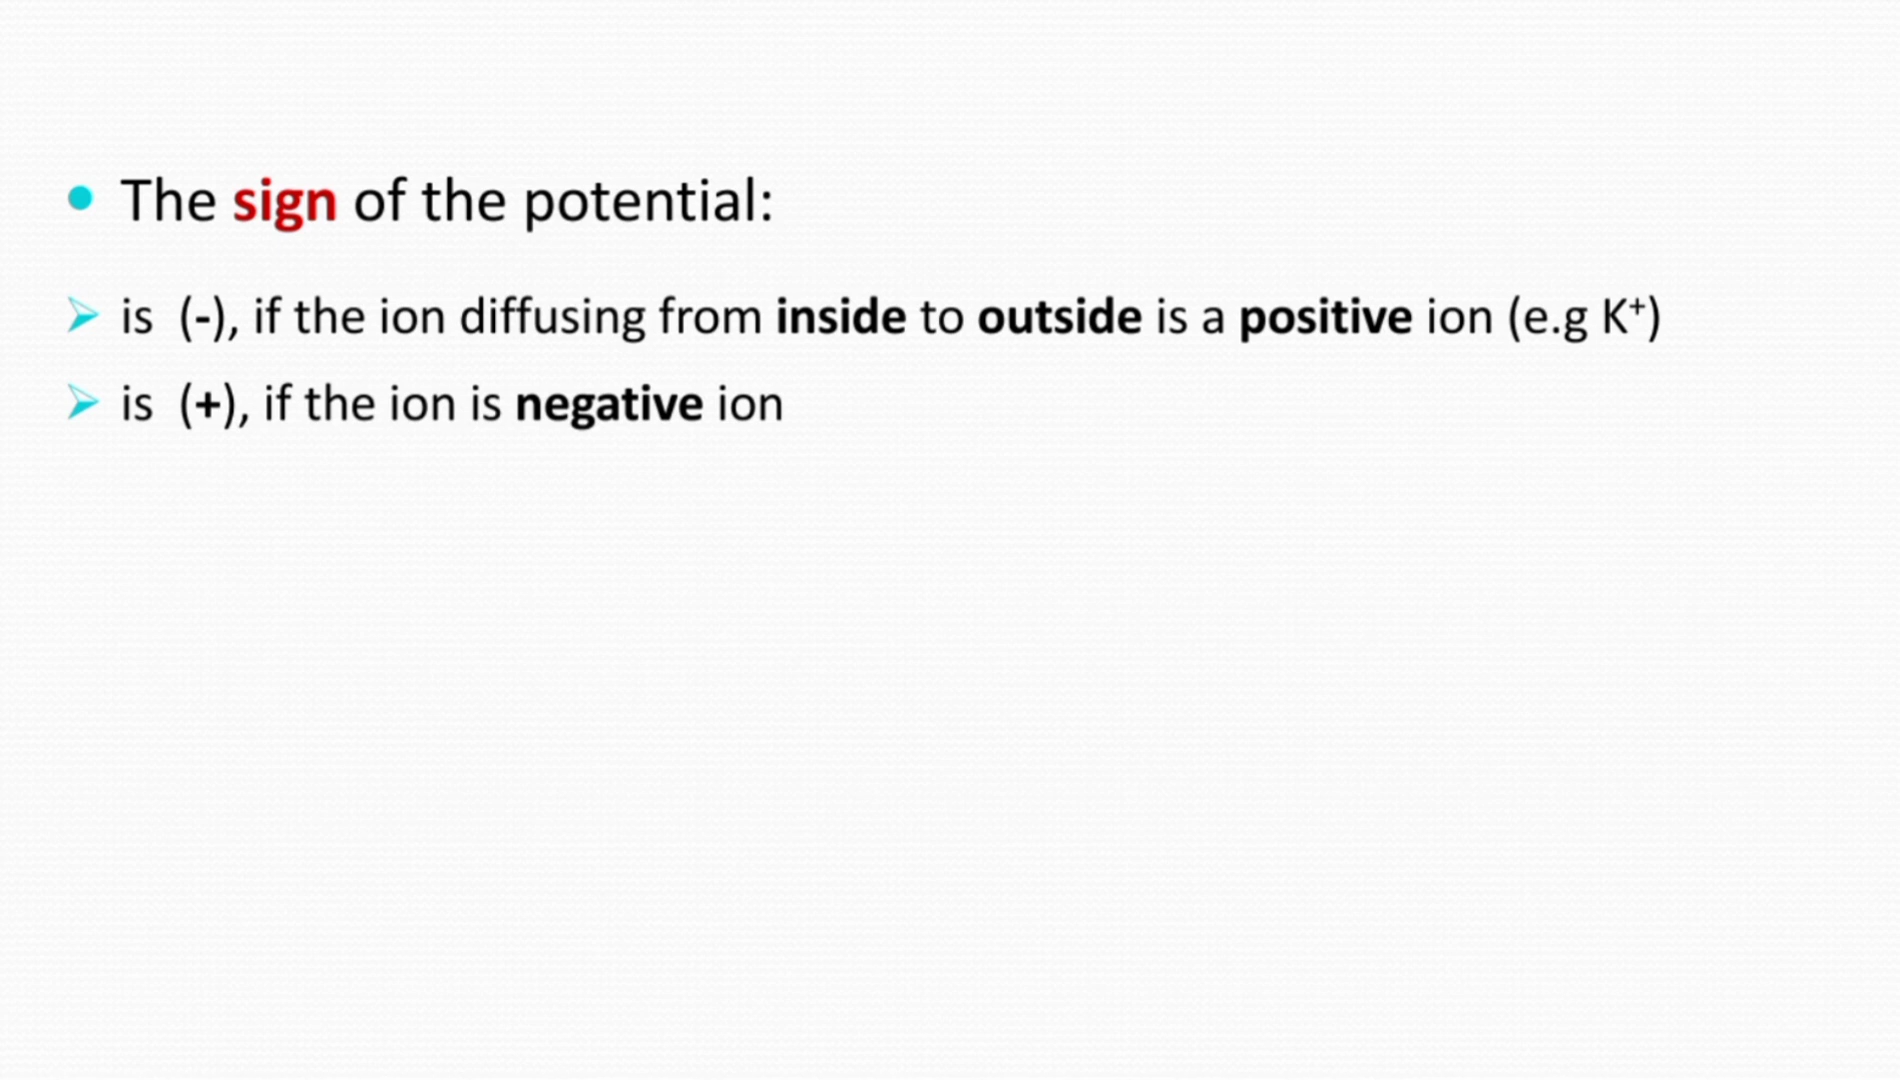 • The sign of the potential:
➢ is (-), if the ion diffusing from inside to outside is a positive ion (e.g K⁺)
➢ is (+), if the ion is negative ion